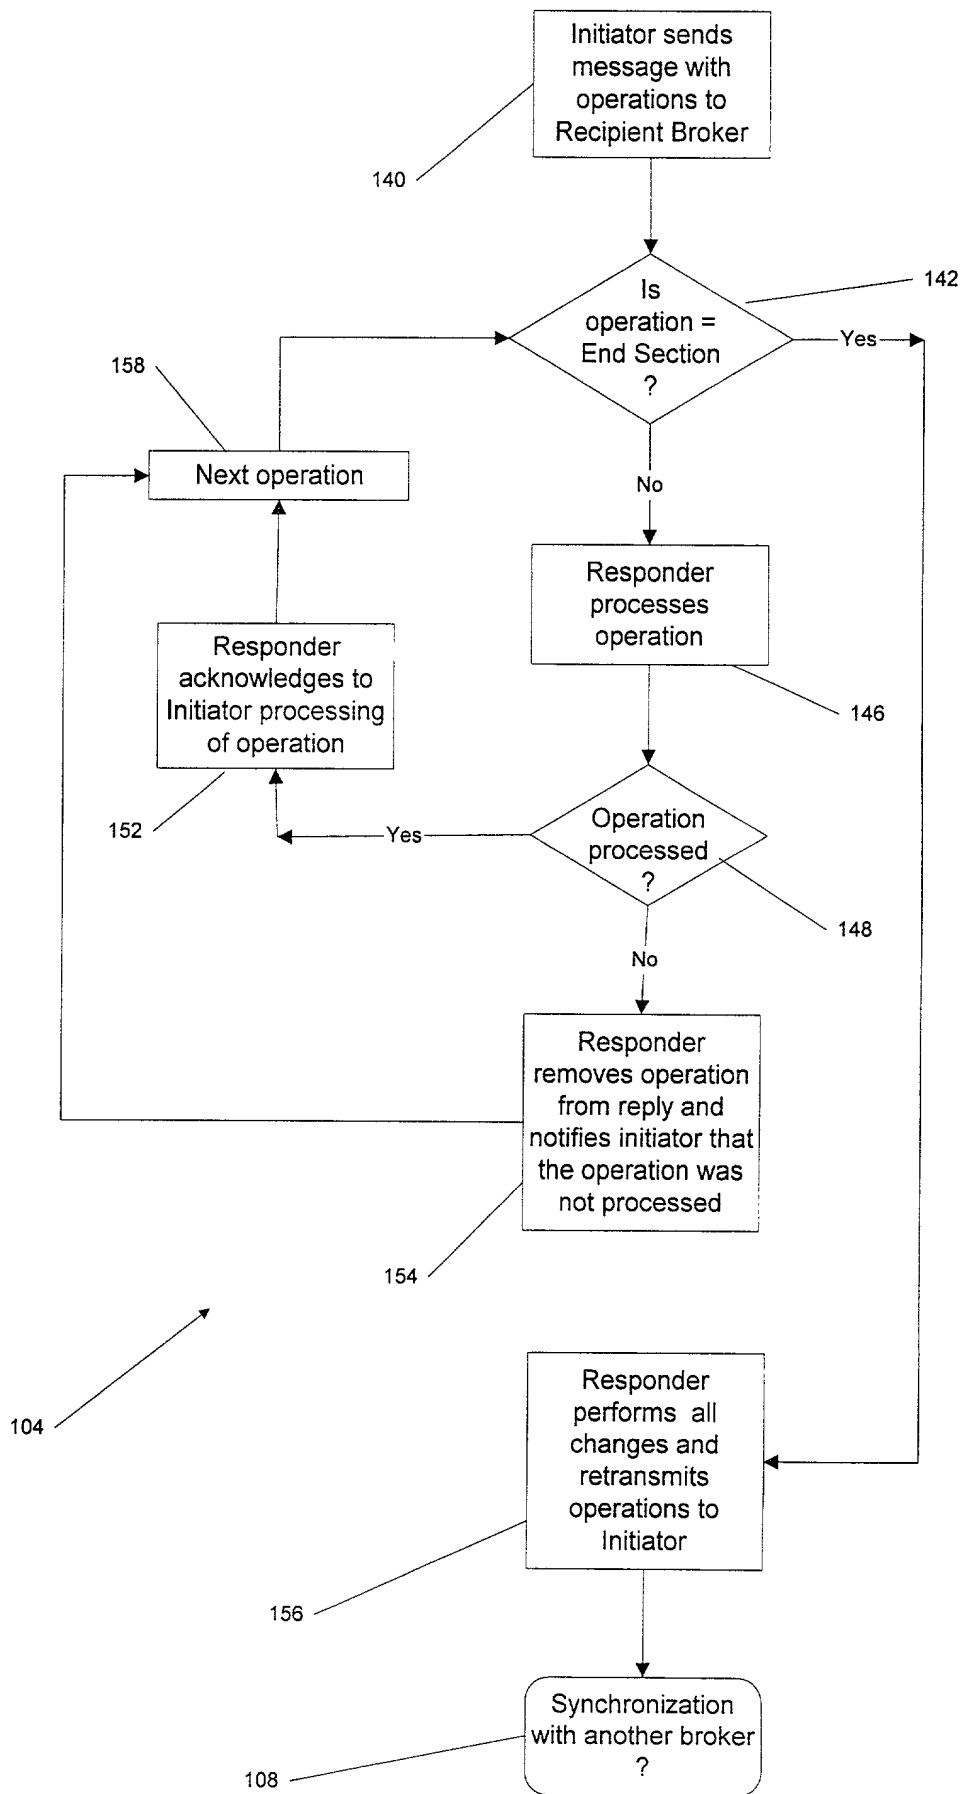 Initiator sends
message with
operations to
Recipient Broker
140
142
Is
operation =
End Section
?
Yes
158
Next operation
No
Responder
processes
operation
Responder
acknowledges to
Initiator processing
of operation
146
152
Operation
processed
?
Yes
148
No
Responder
removes operation
from reply and
notifies initiator that
the operation was
not processed
154
104
Responder
performs all
changes and
retransmits
operations to
Initiator
156
Synchronization
with another broker
?
108